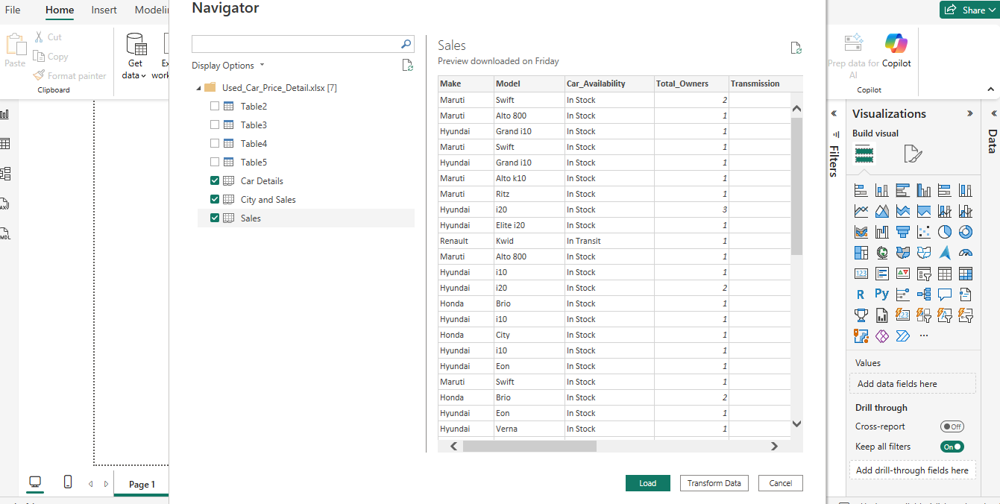 File Home Insert Modelin
Share
Cut
Copy
Format painter
Paste
Clipboard
Get data
Ex
work
Prep data for AI
Copilot
Copilot
Navigator
Display Options
Used_Car_Price_Detail.xlsx [7]
Table2
Table3
Table4
Table5
Car Details
City and Sales
Sales
Sales
Preview downloaded on Friday
Make Model Car_Availability Total_Owners Transmission
Maruti Swift In Stock 2
Maruti Alto 800 In Stock 1
Hyundai Grand i10 In Stock 1
Maruti Swift In Stock 1
Hyundai Grand i10 In Stock 1
Maruti Alto k10 In Stock 1
Maruti Ritz In Stock 1
Hyundai i20 In Stock 3
Hyundai Elite i20 In Stock 1
Renault Kwid In Transit 1
Maruti Alto 800 In Stock 1
Hyundai i10 In Stock 1
Hyundai i20 In Stock 2
Honda Brio In Stock 1
Hyundai i10 In Stock 1
Honda City In Stock 1
Hyundai i10 In Stock 1
Hyundai Eon In Stock 1
Maruti Swift In Stock 1
Honda Brio In Stock 2
Hyundai Eon In Stock 1
Hyundai Verna In Stock 1
Load Transform Data Cancel
Filters
Visualizations
Build visual
123
R Py
123
Values
Add data fields here
Drill through
Cross-report Off
Keep all filters On
Add drill-through fields here
Data
Page 1